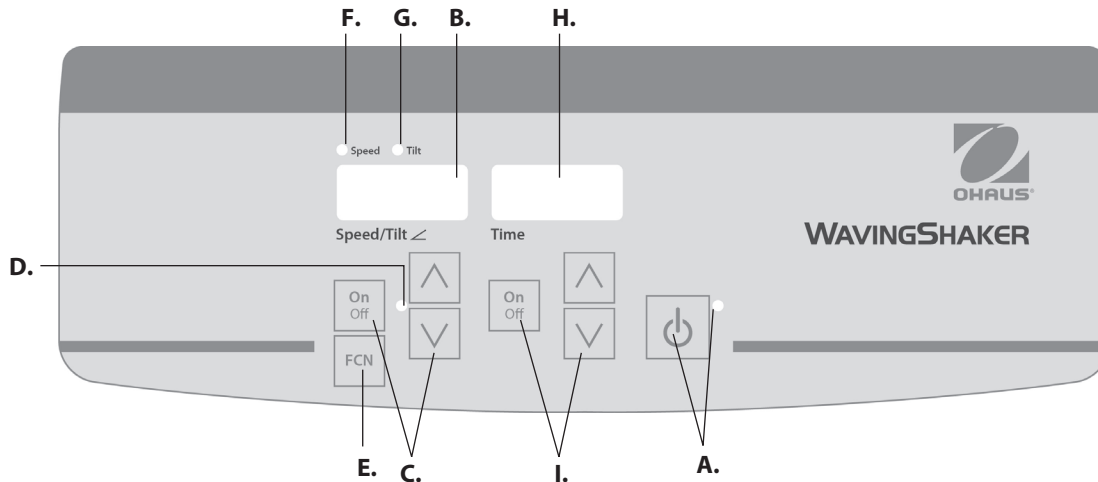 F. G. B. H.
Speed Tilt
OHAUS®
Speed/Tilt Time
WAVINGSHAKER
D.
On On
Off Off
FCN
E. C. I. A.